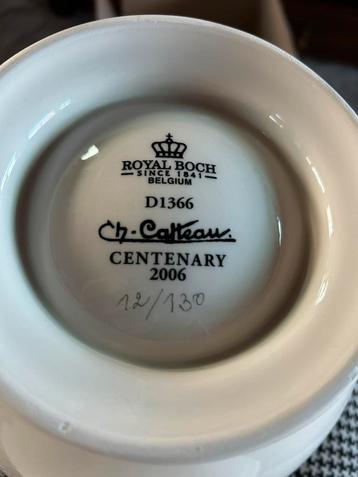 ROYAL BOCH
SINCE 1841
BELGIUM
D1366
Ch. Catteau.
CENTENARY
2006
12/130